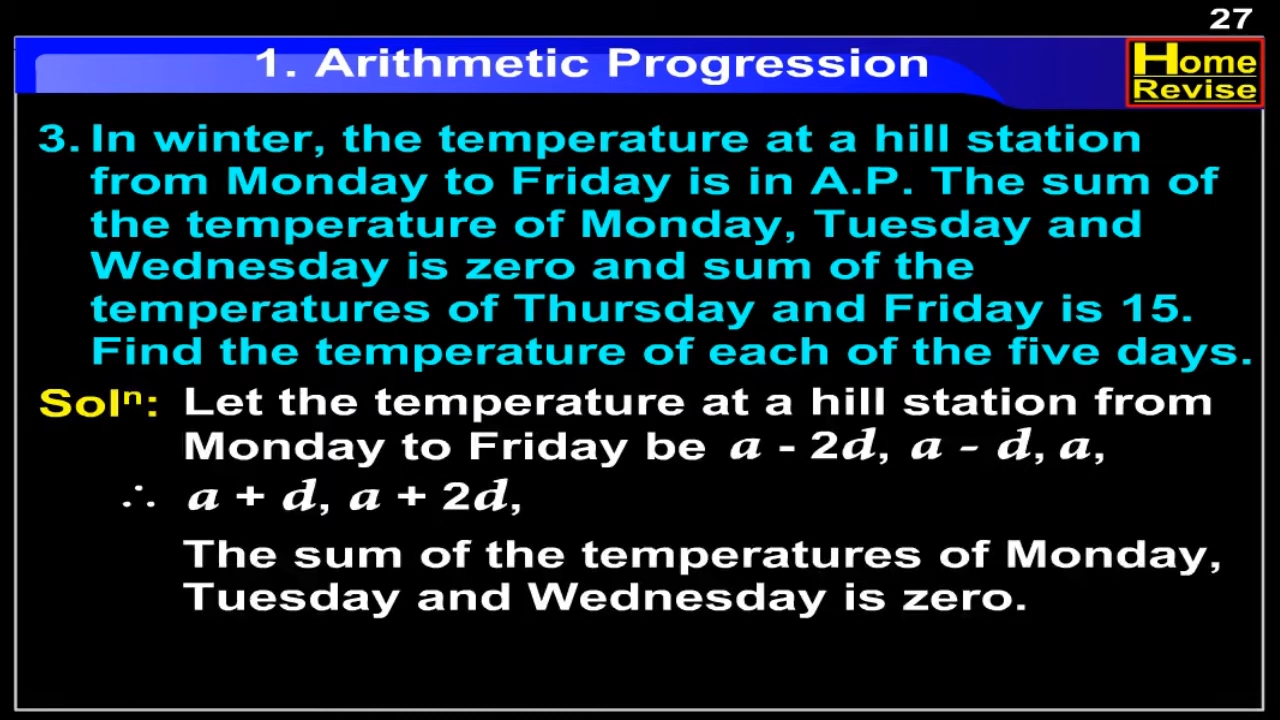 27
1. Arithmetic Progression
Home
Revise
3. In winter, the temperature at a hill station
from Monday to Friday is in A.P. The sum of
the temperature of Monday, Tuesday and
Wednesday is zero and sum of the
temperatures of Thursday and Friday is 15.
Find the temperature of each of the five days.
Solⁿ: Let the temperature at a hill station from
Monday to Friday be a - 2d, a - d, a,
∴ a + d, a + 2d,
The sum of the temperatures of Monday,
Tuesday and Wednesday is zero.